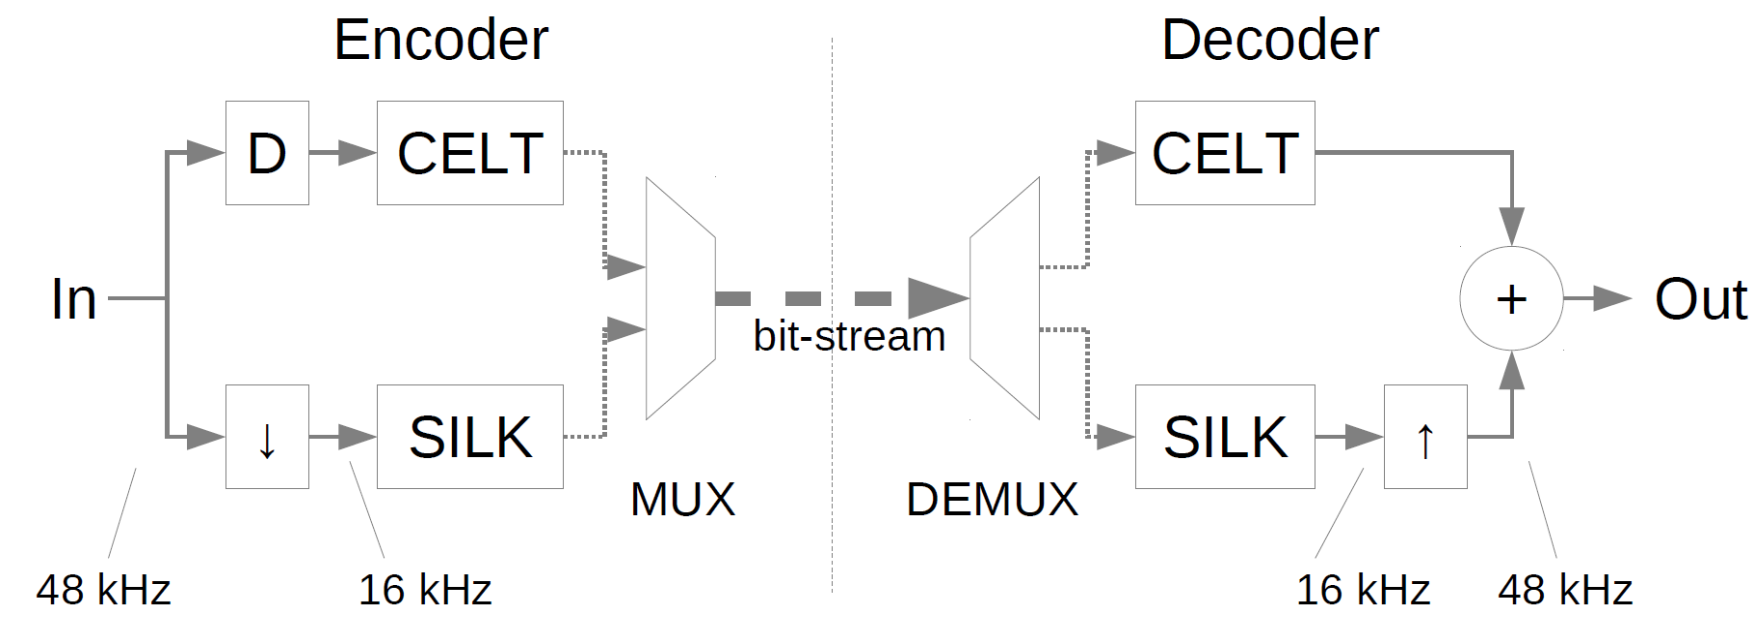 Encoder
Decoder
D
CELT
CELT
In
bit-stream
+
Out
↓
SILK
SILK
↑
MUX
DEMUX
48 kHz
16 kHz
16 kHz
48 kHz